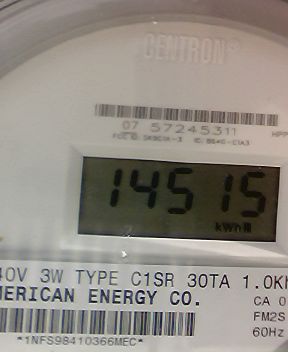 CENTRON®
07 57245311
14515
kWh
40V 3W TYPE C1SR 30TA 1.0Kh
MERICAN ENERGY CO.
CA 0
FM2S
60Hz
*1NFS98410366MEC*